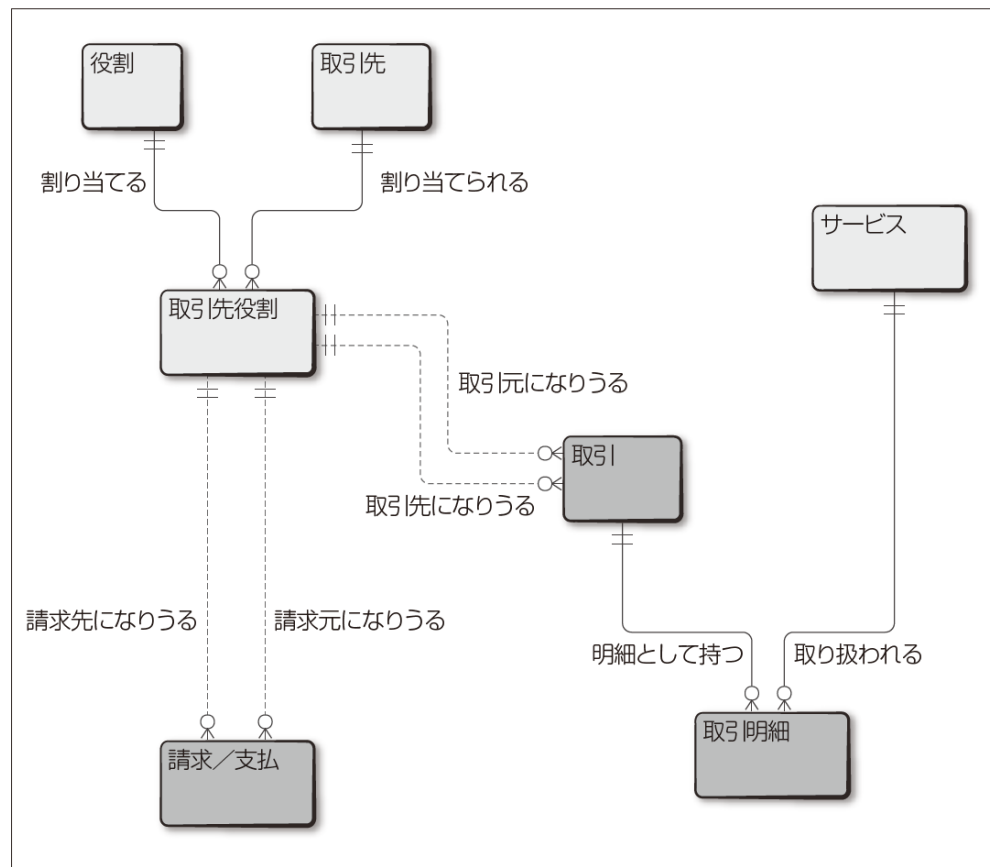 役割
取引先
割り当てる
割り当てられる
サービス
取引先役割
取引元になりうる
取引
取引先になりうる
請求先になりうる
請求元になりうる
明細として持つ
取り扱われる
取引明細
請求／支払